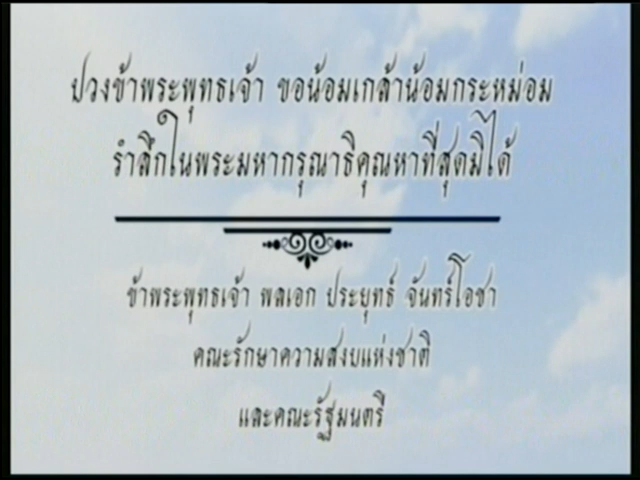 ปวงข้าพระพุทธเจ้า ขอน้อมเกล้าน้อมกระหม่อม
รำลึกในพระมหากรุณาธิคุณหาที่สุดมิได้
ข้าพระพุทธเจ้า พลเอก ประยุทธ์ จันทร์โอชา
คณะรักษาความสงบแห่งชาติ
และคณะรัฐมนตรี